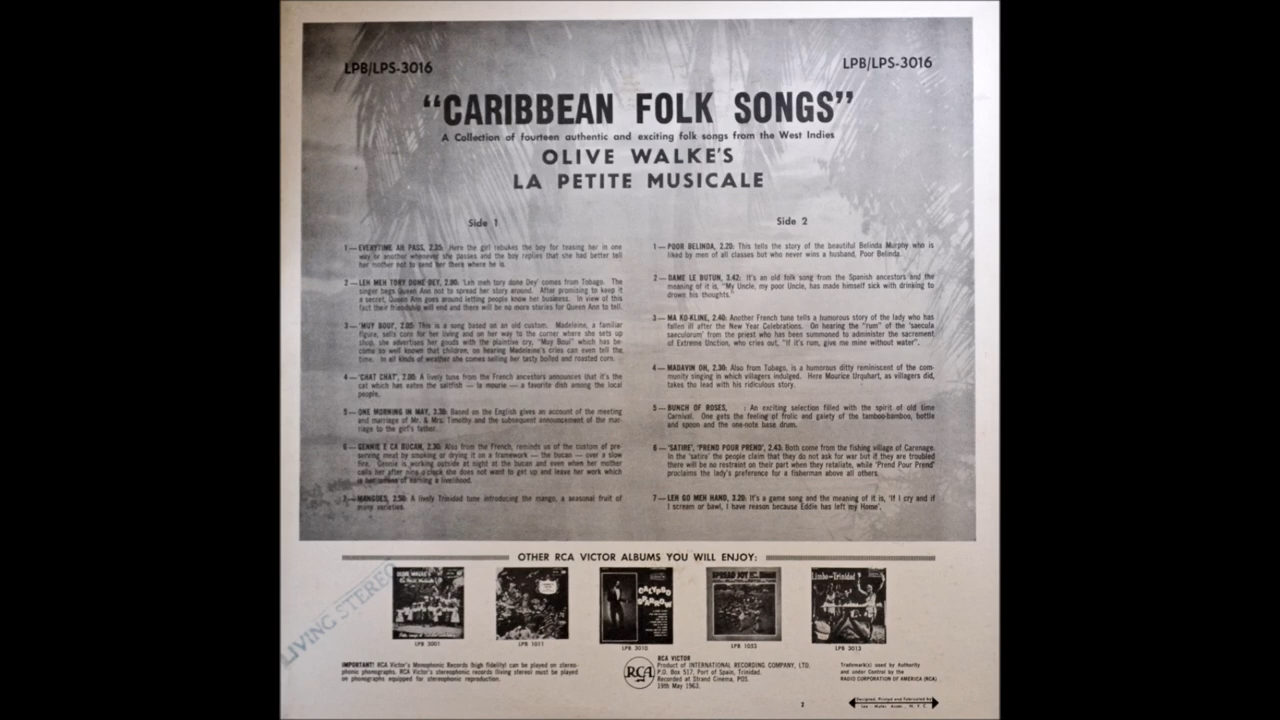 LPB/LPS-3016
LPB/LPS-3016
“CARIBBEAN FOLK SONGS”
A Collection of fourteen authentic and exciting folk songs from the West Indies
OLIVE WALKE'S
LA PETITE MUSICALE
Side 1
1— EVERYTIME AH PASS, 2.35: Here the girl rebukes the boy for teasing her in one
way or another whenever she passes and the boy replies that she had better tell
her mother not to send her there where he is.
2— LEH MEH TORY DONE DEY, 2.00: 'Leh meh tory done Dey' comes from Tobago. The
singer begs Queen Ann not to spread her story around. After promising to keep it
a secret, Queen Ann goes around letting people know her business. In view of this
fact their friendship will end and there will be no more stories for Queen Ann to tell.
3— 'MUY BOUI', 2.05: This is a song based on an old custom. Madeleine, a familiar
figure, sells corn for her living and on her way to the corner where she sets up
shop, she advertises her goods with the plaintive cry, "Muy Boui" which has be-
come so well known that children, on hearing Madeleine's cries can even tell the
time. In all kinds of weather she comes selling her tasty boiled and roasted corn.
4— 'CHAT CHAT', 2.00: A lively tune from the French ancestors announces that it's the
cat which has eaten the saltfish — la mourie — a favorite dish among the local
people.
5— ONE MORNING IN MAY, 3.30: Based on the English gives an account of the meeting
and marriage of Mr. & Mrs. Timothy and the subsequent announcement of the mar-
riage to the girl's father.
6— GENNIE E CA BUCAN, 2.30: Also from the French, reminds us of the custom of pre-
serving meat by smoking or drying it on a framework — the bucan — over a slow
fire. Gennie is working outside at night at the bucan and even when her mother
calls her after nine o'clock she does not want to get up and leave her work which
is her means of earning a livelihood.
7— MANGOES, 2.50: A lively Trinidad tune introducing the mango, a seasonal fruit of
many varieties.
Side 2
1— POOR BELINDA, 2.20: This tells the story of the beautiful Belinda Murphy who is
liked by men of all classes but who never wins a husband, Poor Belinda.
2— DAME LE BUTUN, 3.42: It's an old folk song from the Spanish ancestors and the
meaning of it is, "My Uncle, my poor Uncle, has made himself sick with drinking to
drown his thoughts."
3— MA KO-KLINE, 2.40: Another French tune tells a humorous story of the lady who has
fallen ill after the New Year Celebrations. On hearing the "rum" of the 'saecula
saeculorum' from the priest who has been summoned to administer the sacrament
of Extreme Unction, who cries out, "If it's rum, give me mine without water".
4— MADAVIN OH, 2.30: Also from Tobago, is a humorous ditty reminiscent of the com-
munity singing in which villagers indulged. Here Mourice Urquhart, as villagers did,
takes the lead with his ridiculous story.
5— BUNCH OF ROSES, : An exciting selection filled with the spirit of old time
Carnival. One gets the feeling of frolic and gaiety of the tamboo-bamboo, bottle
and spoon and the one-note base drum.
6— 'SATIRE', 'PREND POUR PREND', 2.43: Both come from the fishing village of Carenage.
In the 'satire' the people claim that they do not ask for war but if they are troubled
there will be no restraint on their part when they retaliate, while 'Prend Pour Prend'
proclaims the lady's preference for a fisherman above all others.
7— LEH GO MEH HAND, 3.20: It's a game song and the meaning of it is, 'If I cry and if
I scream or bawl, I have reason because Eddie has left my Home'.
OTHER RCA VICTOR ALBUMS YOU WILL ENJOY:
LIVING STEREO
OLIVE WALKE'S
CALYPSO
SPARROW
Limbo—Trinidad
LPB 3001
LPB 1011
LPB 3010
LPB 1033
LPB 3013
IMPORTANT! RCA Victor's Monophonic Records (high fidelity) can be played on stereo-
phonic phonographs. RCA Victor's stereophonic records (living stereo) must be played
on phonographs equipped for stereophonic reproduction.
RCA
RCA VICTOR
Product of INTERNATIONAL RECORDING COMPANY, LTD.
P.O. Box 517, Port of Spain, Trinidad.
Recorded at Strand Cinema, POS.
19th May 1963.
Trademark(s) used by Authority
and under Control by the
RADIO CORPORATION OF AMERICA (RCA)
2
Designed, Printed and Fabricated by
N.Y.C.